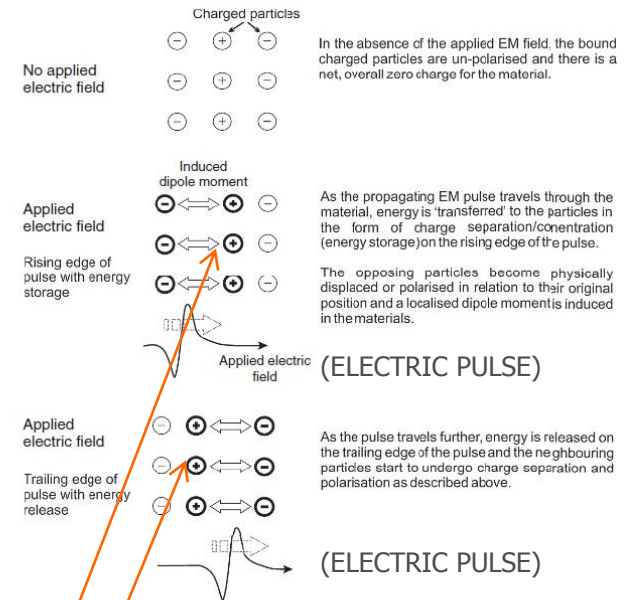 Charged particles
No applied
electric field
In the absence of the applied EM field, the bound
charged particles are un-polarised and there is a
net, overall zero charge for the material.
Induced
dipole moment
Applied
electric field
Rising edge of
pulse with energy
storage
As the propagating EM pulse travels through the
material, energy is ‘transferred’ to the particles in
the form of charge separation/conentration
(energy storage) on the rising edge of the pulse.
The opposing particles become physically
displaced or polarised in relation to their original
position and a localised dipole moment is induced
in the materials.
Applied electric
field
(ELECTRIC PULSE)
Applied
electric field
Trailing edge of
pulse with energy
release
As the pulse travels further, energy is released on
the trailing edge of the pulse and the neghbouring
particles start to undergo charge separation and
polarisation as described above.
(ELECTRIC PULSE)